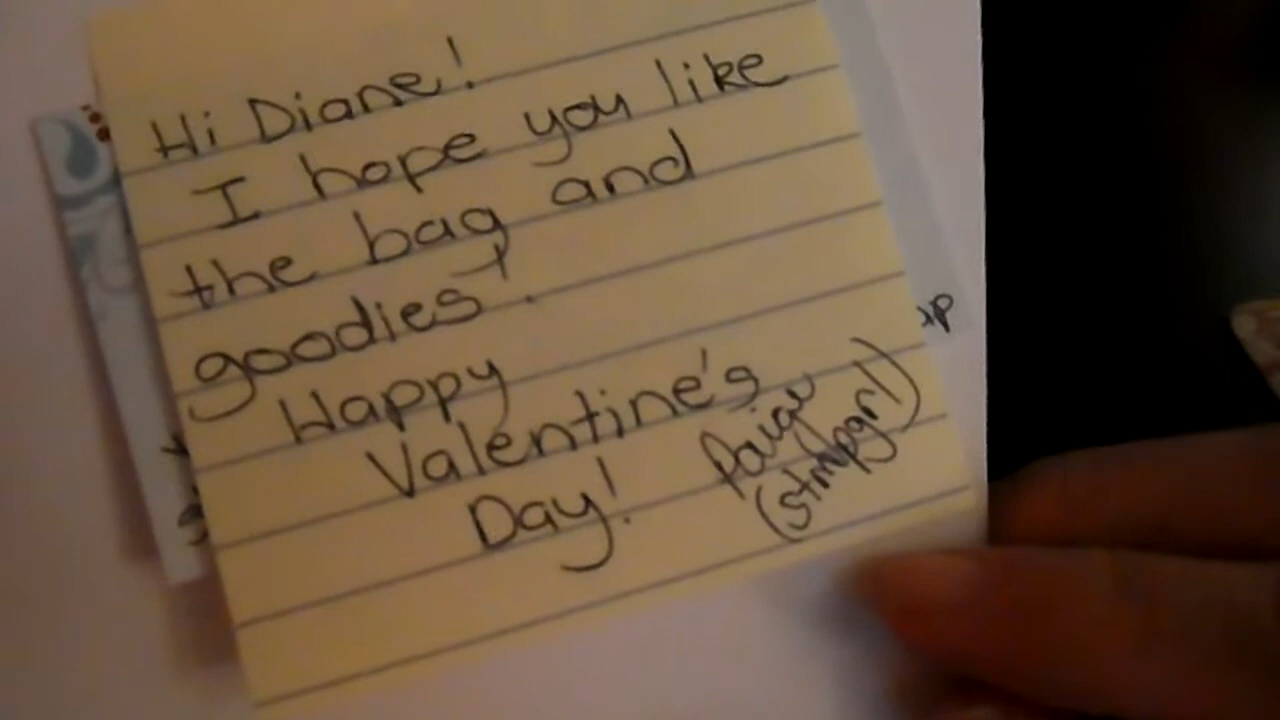 Hi Diane!
I hope you like
the bag and
goodies!
Happy
Valentine's
Day!
Paige
(stmpgrl)